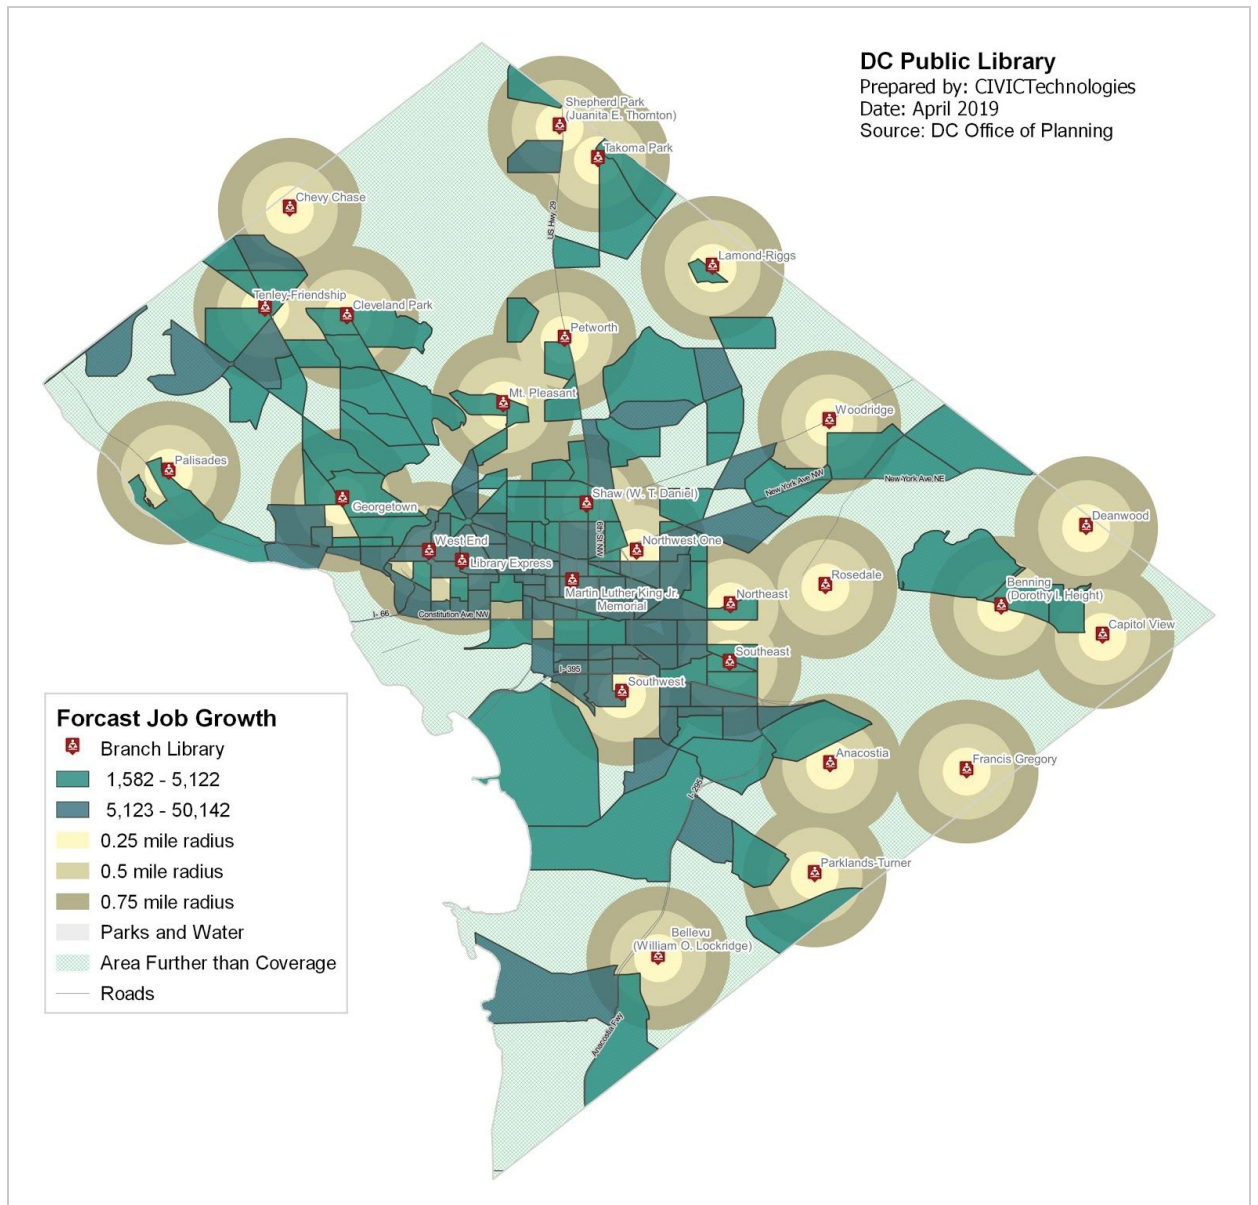 DC Public Library
Prepared by: CIVICTechnologies
Date: April 2019
Source: DC Office of Planning
Shepherd Park
(Juanita E. Thornton)
Takoma Park
Chevy Chase
US Hwy 29
Lamond-Riggs
Tenley-Friendship
Cleveland Park
Petworth
Mt. Pleasant
Woodridge
Palisades
New York Ave NW
New York Ave NE
Georgetown
Shaw (W. T. Daniel)
Deanwood
West End
6th St NW
Northwest One
Library Express
Rosedale
Benning
(Dorothy I. Height)
Martin Luther King Jr.
Memorial
Northeast
I- 66
Constitution Ave NW
Capitol View
Southeast
I- 395
Southwest
Anacostia
Francis Gregory
I- 295
Parklands-Turner
Bellevu
(William O. Lockridge)
Anacostia Fwy
Forcast Job Growth
Branch Library
1,582 - 5,122
5,123 - 50,142
0.25 mile radius
0.5 mile radius
0.75 mile radius
Parks and Water
Area Further than Coverage
Roads